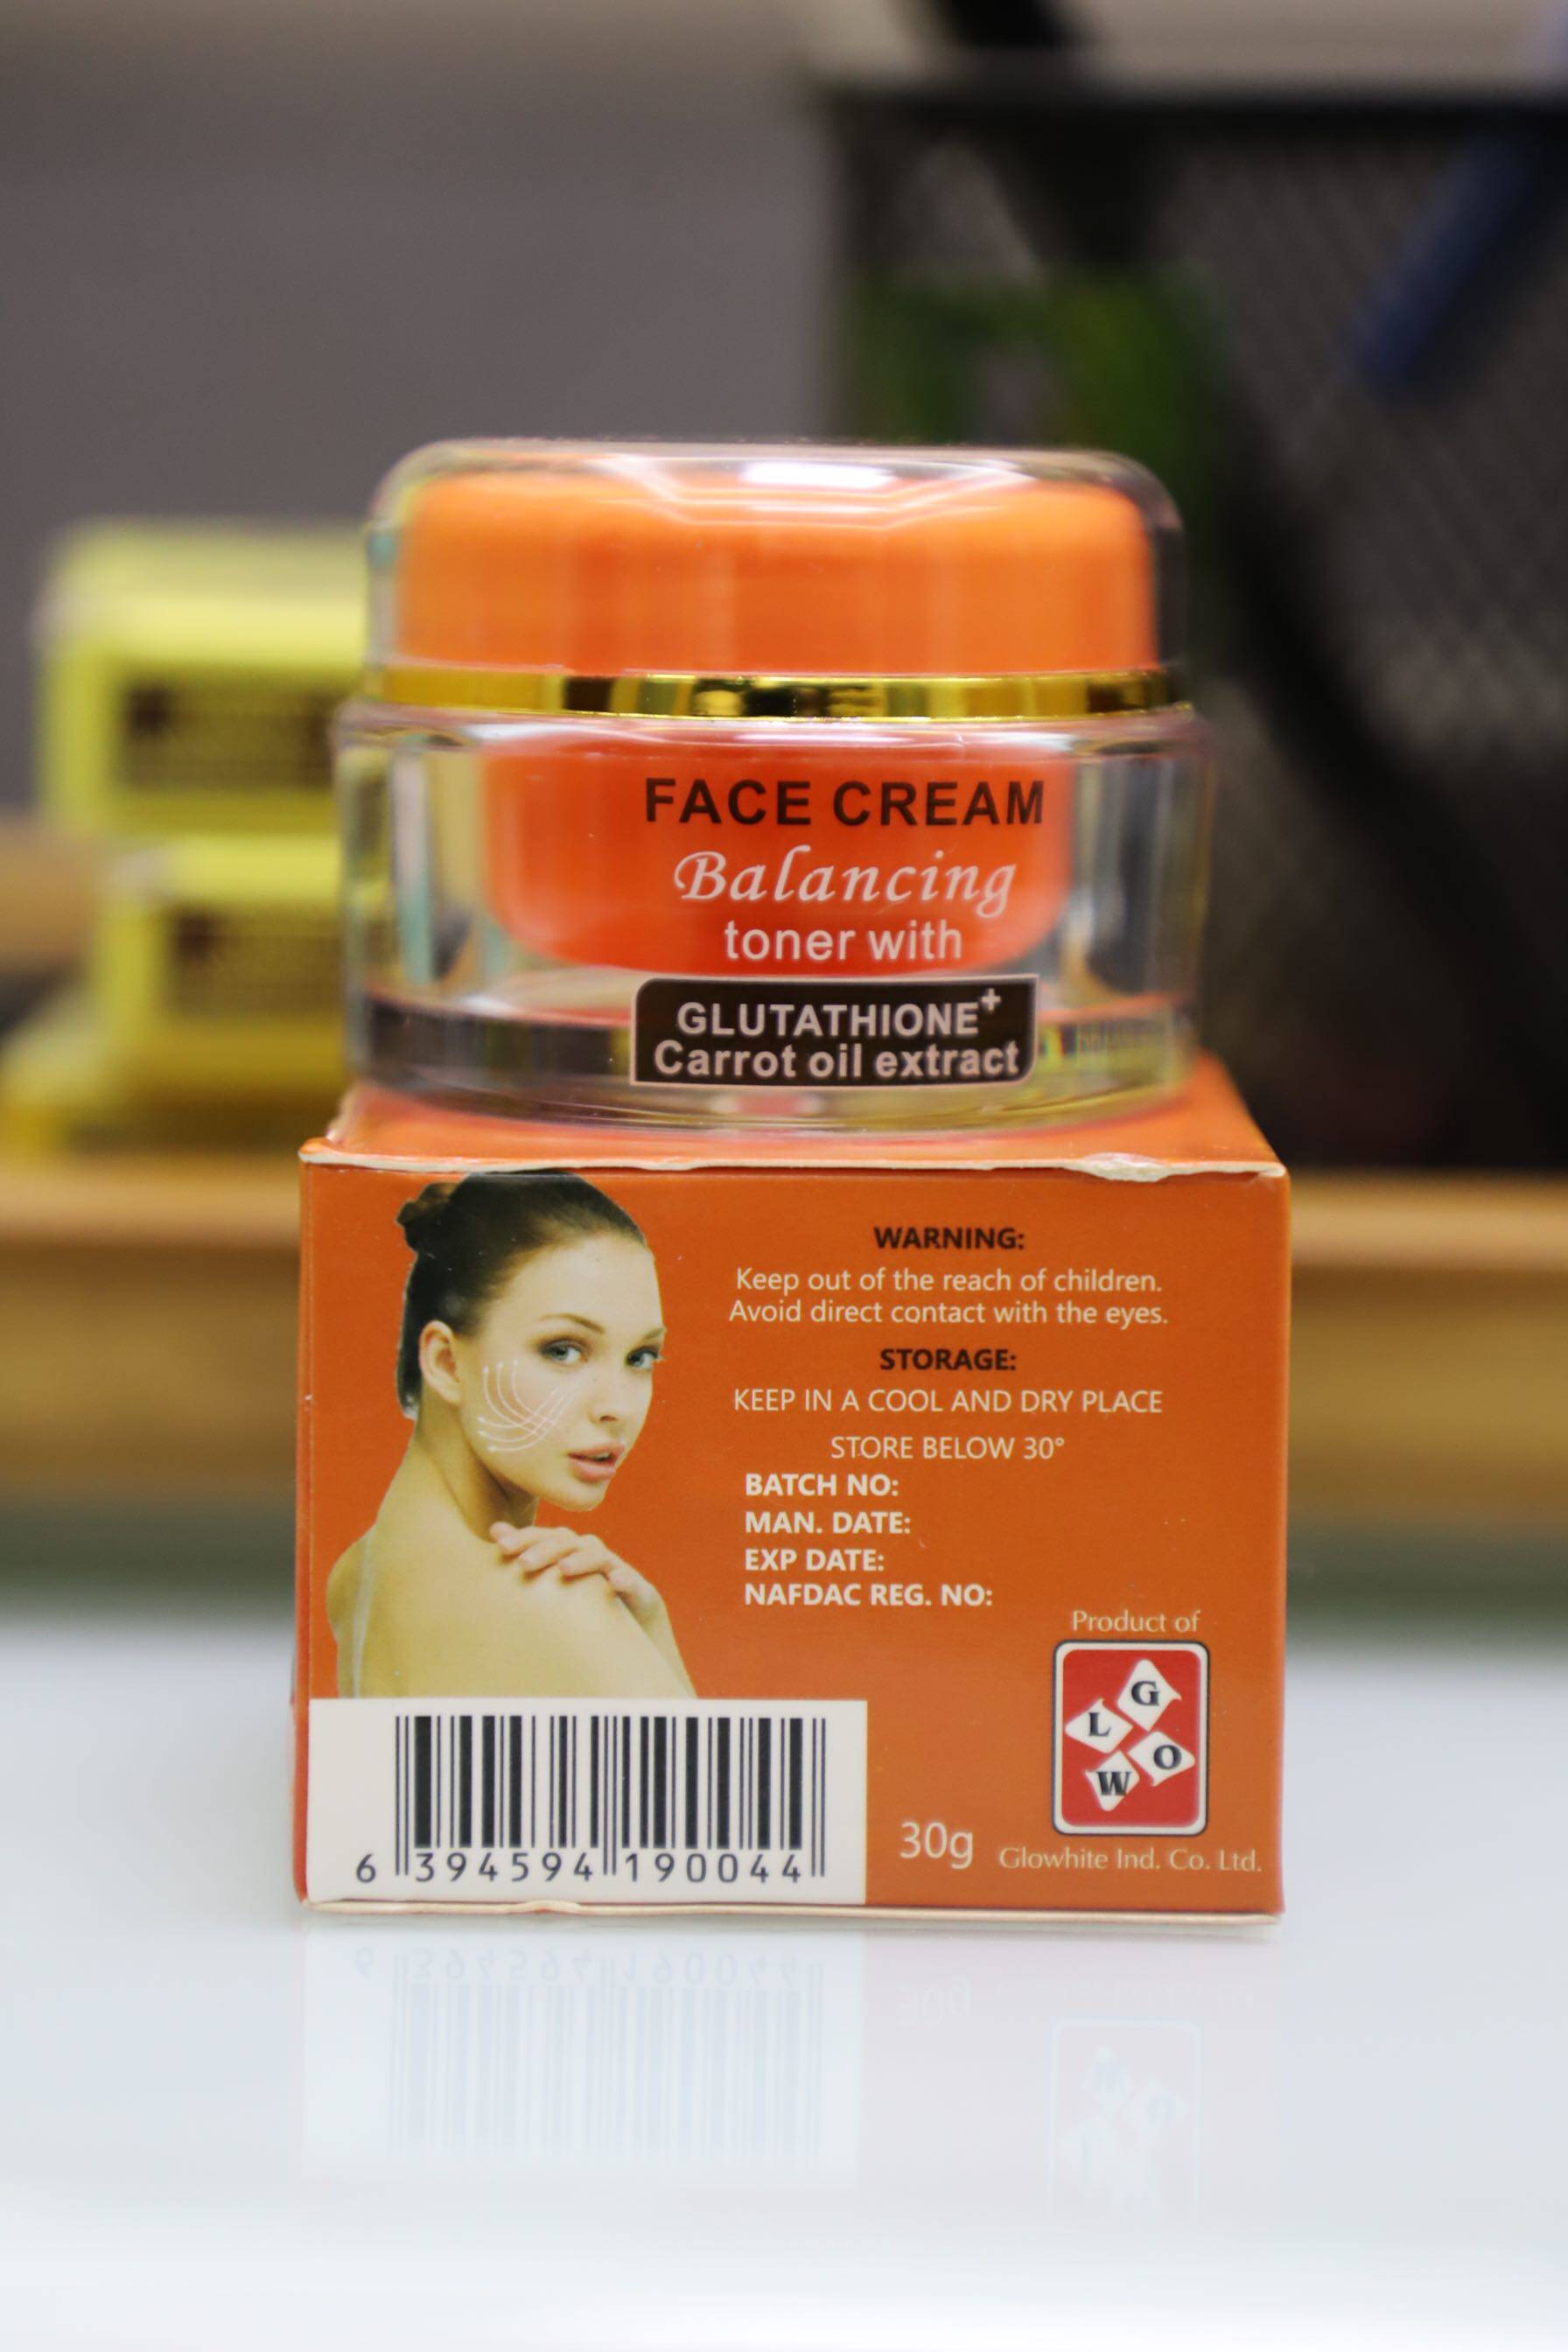 FACE CREAM
Balancing
toner with
GLUTATHIONE+
Carrot oil extract
WARNING:
Keep out of the reach of children.
Avoid direct contact with the eyes.
STORAGE:
KEEP IN A COOL AND DRY PLACE
STORE BELOW 30°
BATCH NO:
MAN. DATE:
EXP DATE:
NAFDAC REG. NO:
Product of
G
L
O
W
Glowhite Ind. Co. Ltd.
30g
6 394594 190044